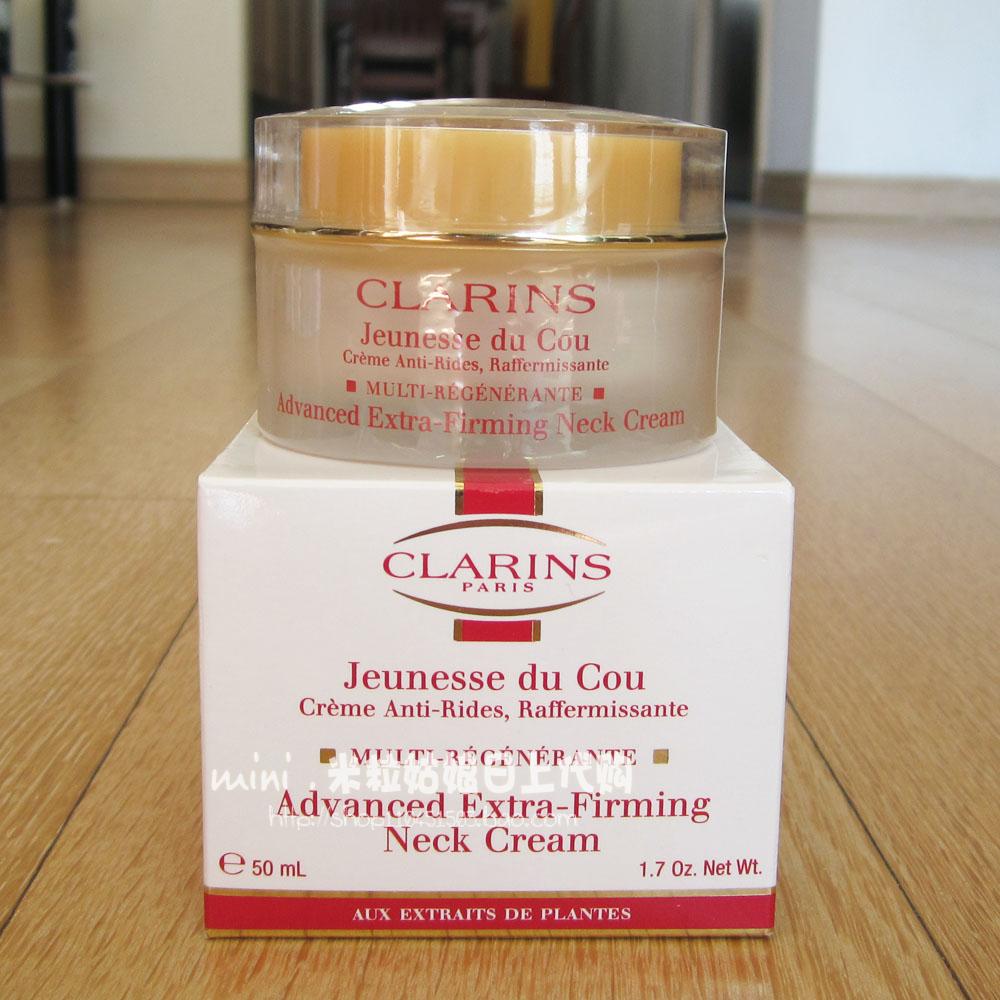 CLARINS
Jeunesse du Cou
Crème Anti-Rides, Raffermissante
MULTI-RÉGÉNÉRANTE
Advanced Extra-Firming Neck Cream
CLARINS
PARIS
Jeunesse du Cou
Crème Anti-Rides, Raffermissante
MULTI-RÉGÉNÉRANTE
mini . 米粒姑娘日上代购
Advanced Extra-Firming
Neck Cream
℮ 50 mL
1.7 Oz. Net Wt.
AUX EXTRAITS DE PLANTES